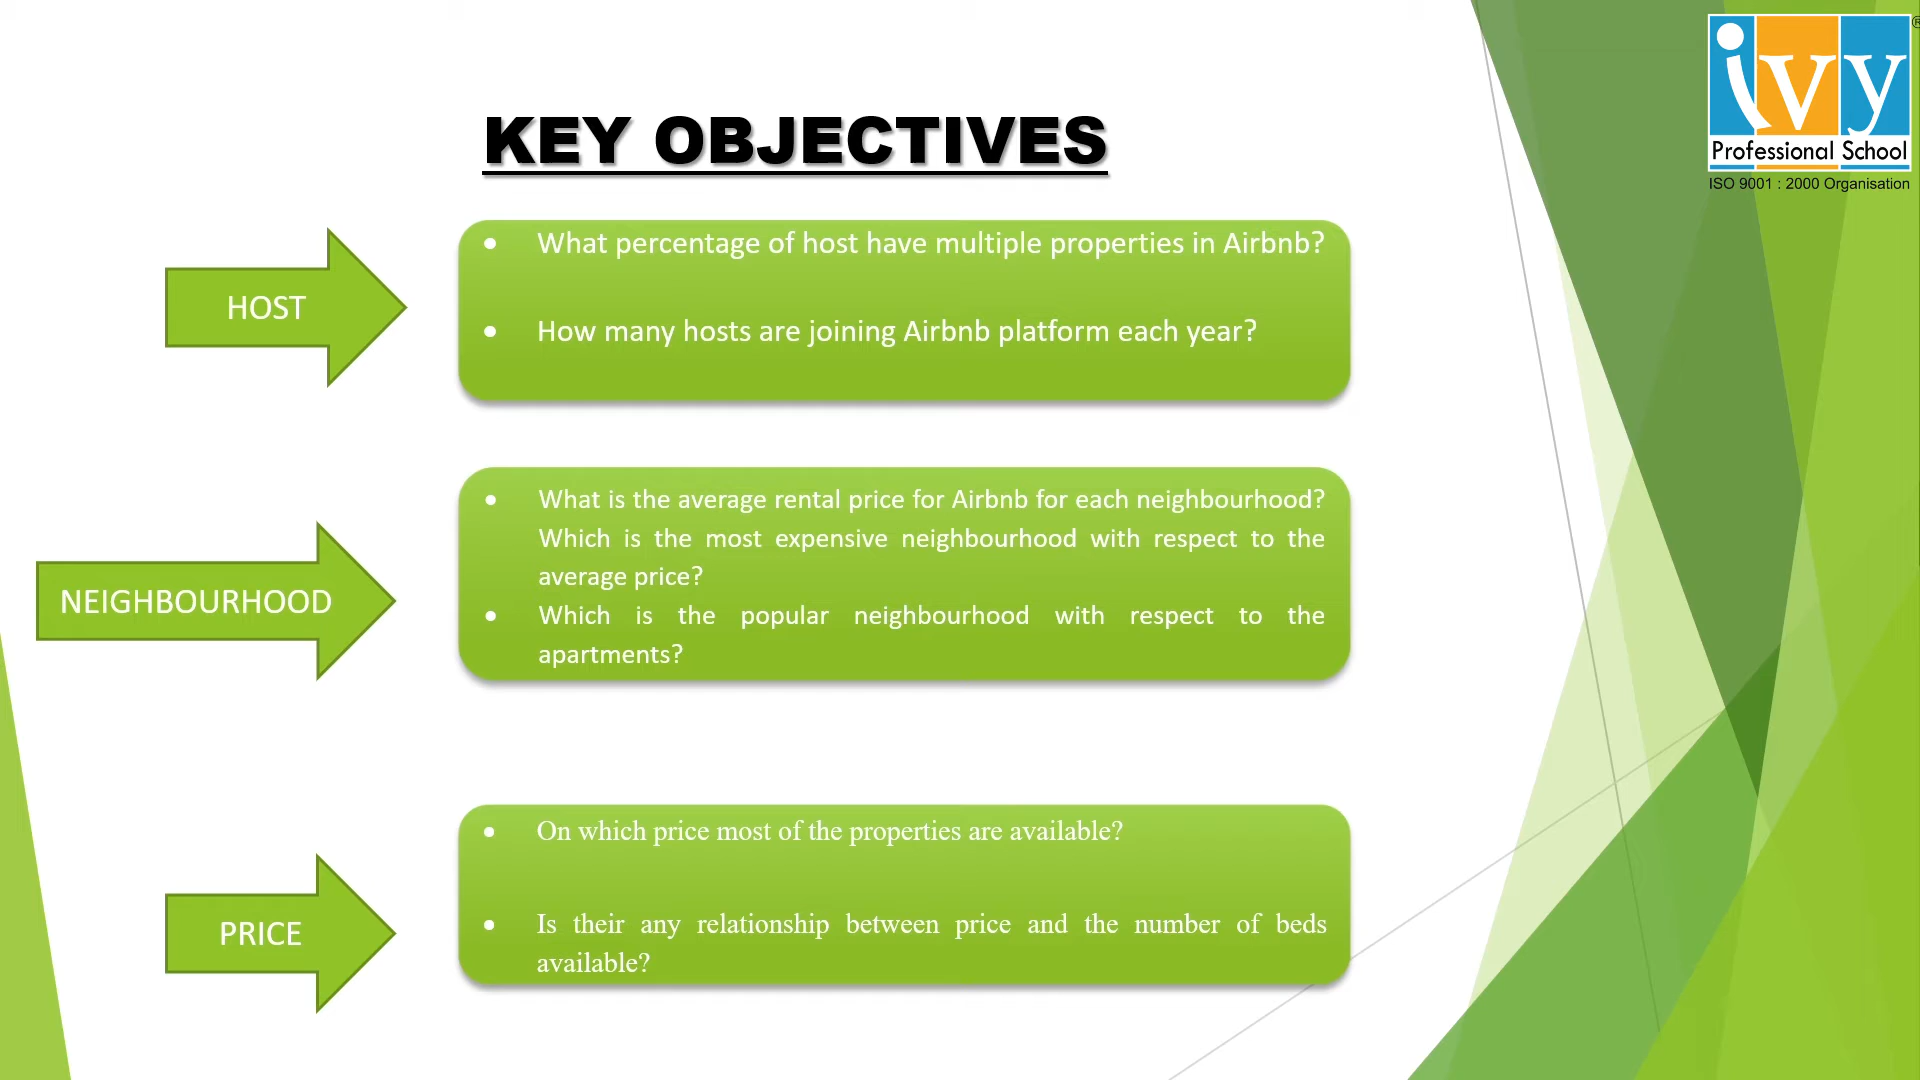 ivy
®
Professional School
ISO 9001 : 2000 Organisation
KEY OBJECTIVES
HOST
• What percentage of host have multiple properties in Airbnb?
• How many hosts are joining Airbnb platform each year?
NEIGHBOURHOOD
• What is the average rental price for Airbnb for each neighbourhood?
Which is the most expensive neighbourhood with respect to the
average price?
• Which is the popular neighbourhood with respect to the
apartments?
PRICE
• On which price most of the properties are available?
• Is their any relationship between price and the number of beds
available?